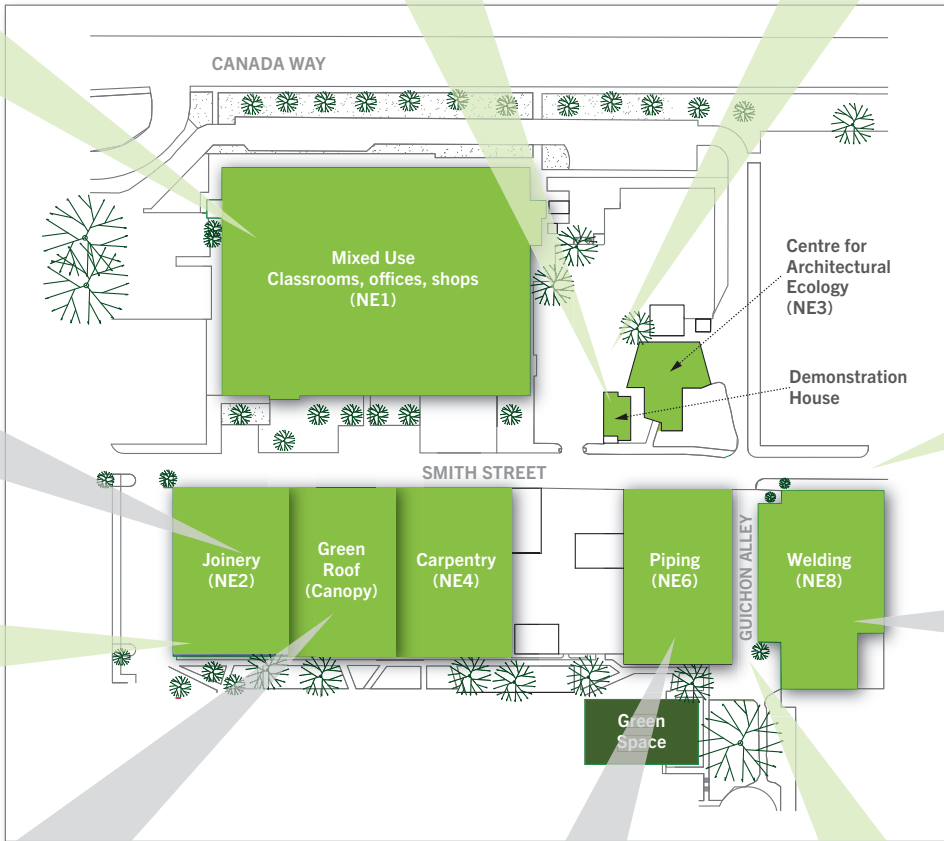 CANADA WAY
Mixed Use
Classrooms, offices, shops
(NE1)
Centre for
Architectural
Ecology
(NE3)
Demonstration
House
SMITH STREET
Joinery
(NE2)
Green
Roof
(Canopy)
Carpentry
(NE4)
Piping
(NE6)
GUICHON ALLEY
Welding
(NE8)
Green
Space